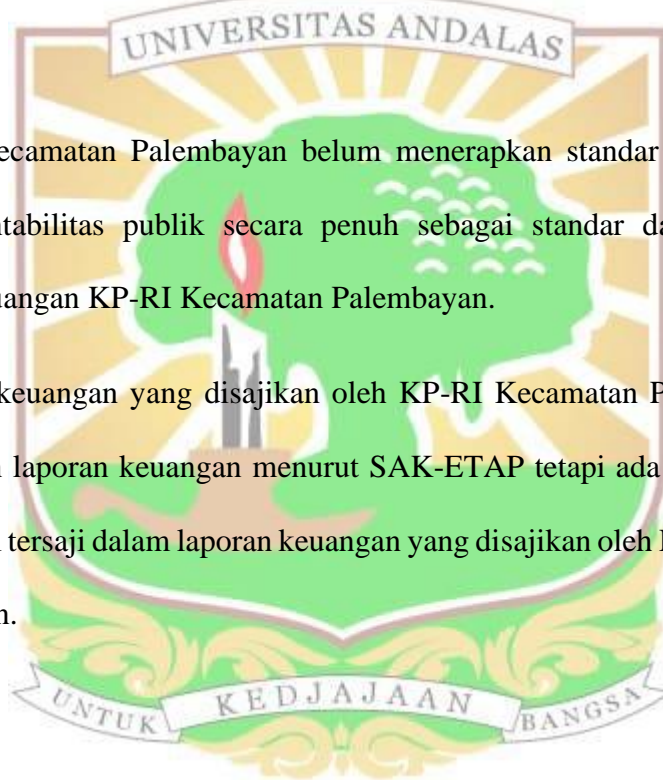 UNIVERSITAS ANDALAS
ecamatan Palembayan belum menerapkan standar
ntabilitas publik secara penuh sebagai standar da
uangan KP-RI Kecamatan Palembayan.
keuangan yang disajikan oleh KP-RI Kecamatan P
laporan keuangan menurut SAK-ETAP tetapi ada
tersaji dalam laporan keuangan yang disajikan oleh
n.
UNTUK KEDJAJAAN BANGSA